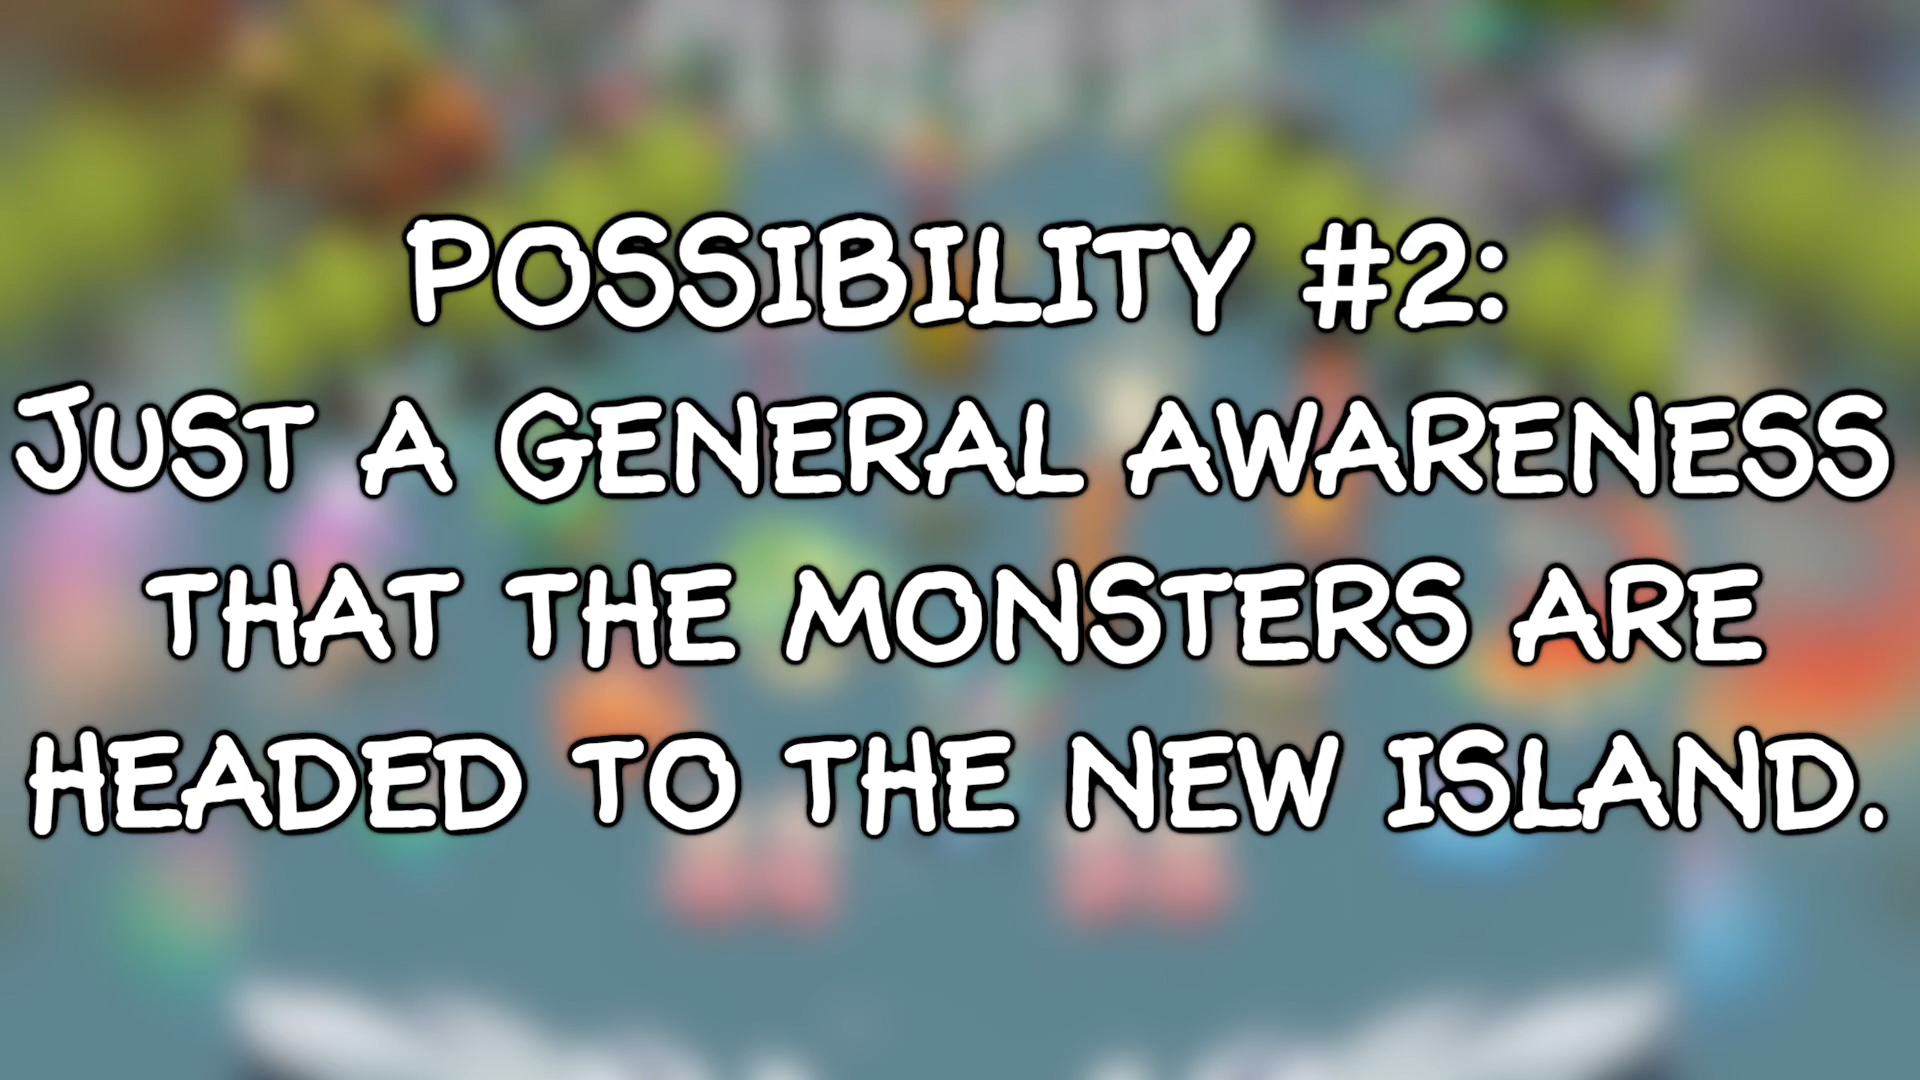 POSSIBILITY #2:
JUST A GENERAL AWARENESS
THAT THE MONSTERS ARE
HEADED TO THE NEW ISLAND.